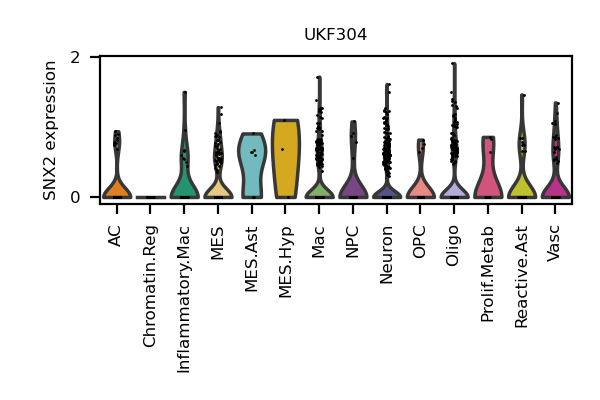 UKF304
SNX2 expression
2
0
AC
Chromatin.Reg
Inflammatory.Mac
MES
MES.Ast
MES.Hyp
Mac
NPC
Neuron
OPC
Oligo
Prolif.Metab
Reactive.Ast
Vasc